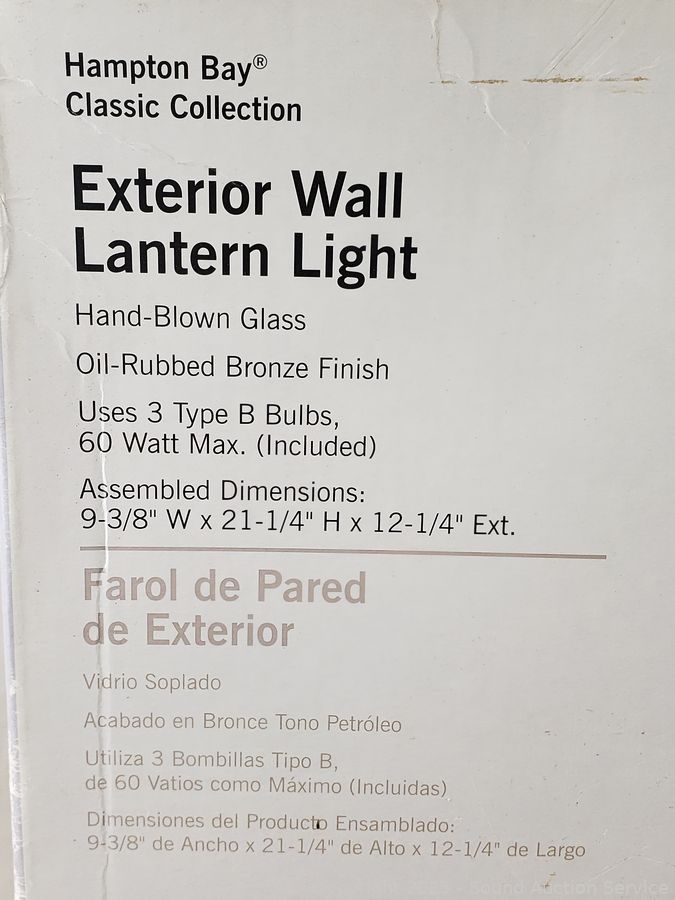 Hampton Bay®
Classic Collection
Exterior Wall
Lantern Light
Hand-Blown Glass
Oil-Rubbed Bronze Finish
Uses 3 Type B Bulbs,
60 Watt Max. (Included)
Assembled Dimensions:
9-3/8" W x 21-1/4" H x 12-1/4" Ext.
Farol de Pared
de Exterior
Vidrio Soplado
Acabado en Bronce Tono Petróleo
Utiliza 3 Bombillas Tipo B,
de 60 Vatios como Máximo (Incluidas)
Dimensiones del Producto Ensamblado:
9-3/8" de Ancho x 21-1/4" de Alto x 12-1/4" de Largo
Sound Auction Service